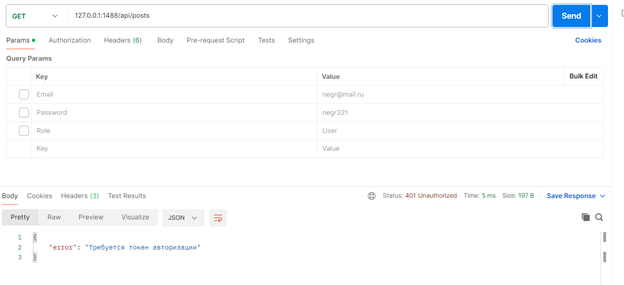 GET 127.0.0.1:1488/api/posts Send
Params Authorization Headers (6) Body Pre-request Script Tests Settings Cookies
Query Params
Key Value Bulk Edit
Email negr@mail.ru
Password negr321
Role User
Key Value
Body Cookies Headers (3) Test Results Status: 401 Unauthorized Time: 5 ms Size: 197 B Save Response
Pretty Raw Preview Visualize JSON
1 {
2 "error": "Требуется токен авторизации"
3 }